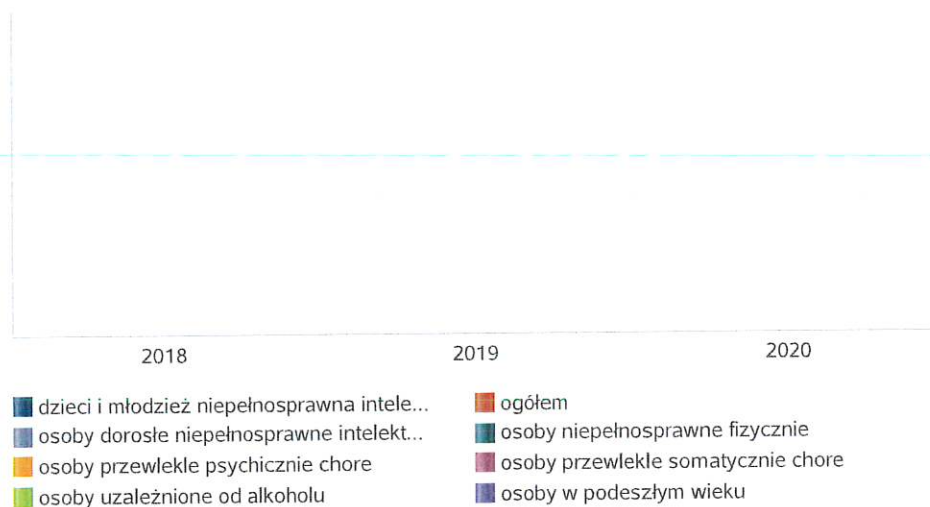 2018 2019 2020
dzieci i młodzież niepełnosprawna intele... ogółem
osoby dorosłe niepełnosprawne intelekt... osoby niepełnosprawne fizycznie
osoby przewlekle psychicznie chore osoby przewlekle somatycznie chore
osoby uzależnione od alkoholu osoby w podeszłym wieku